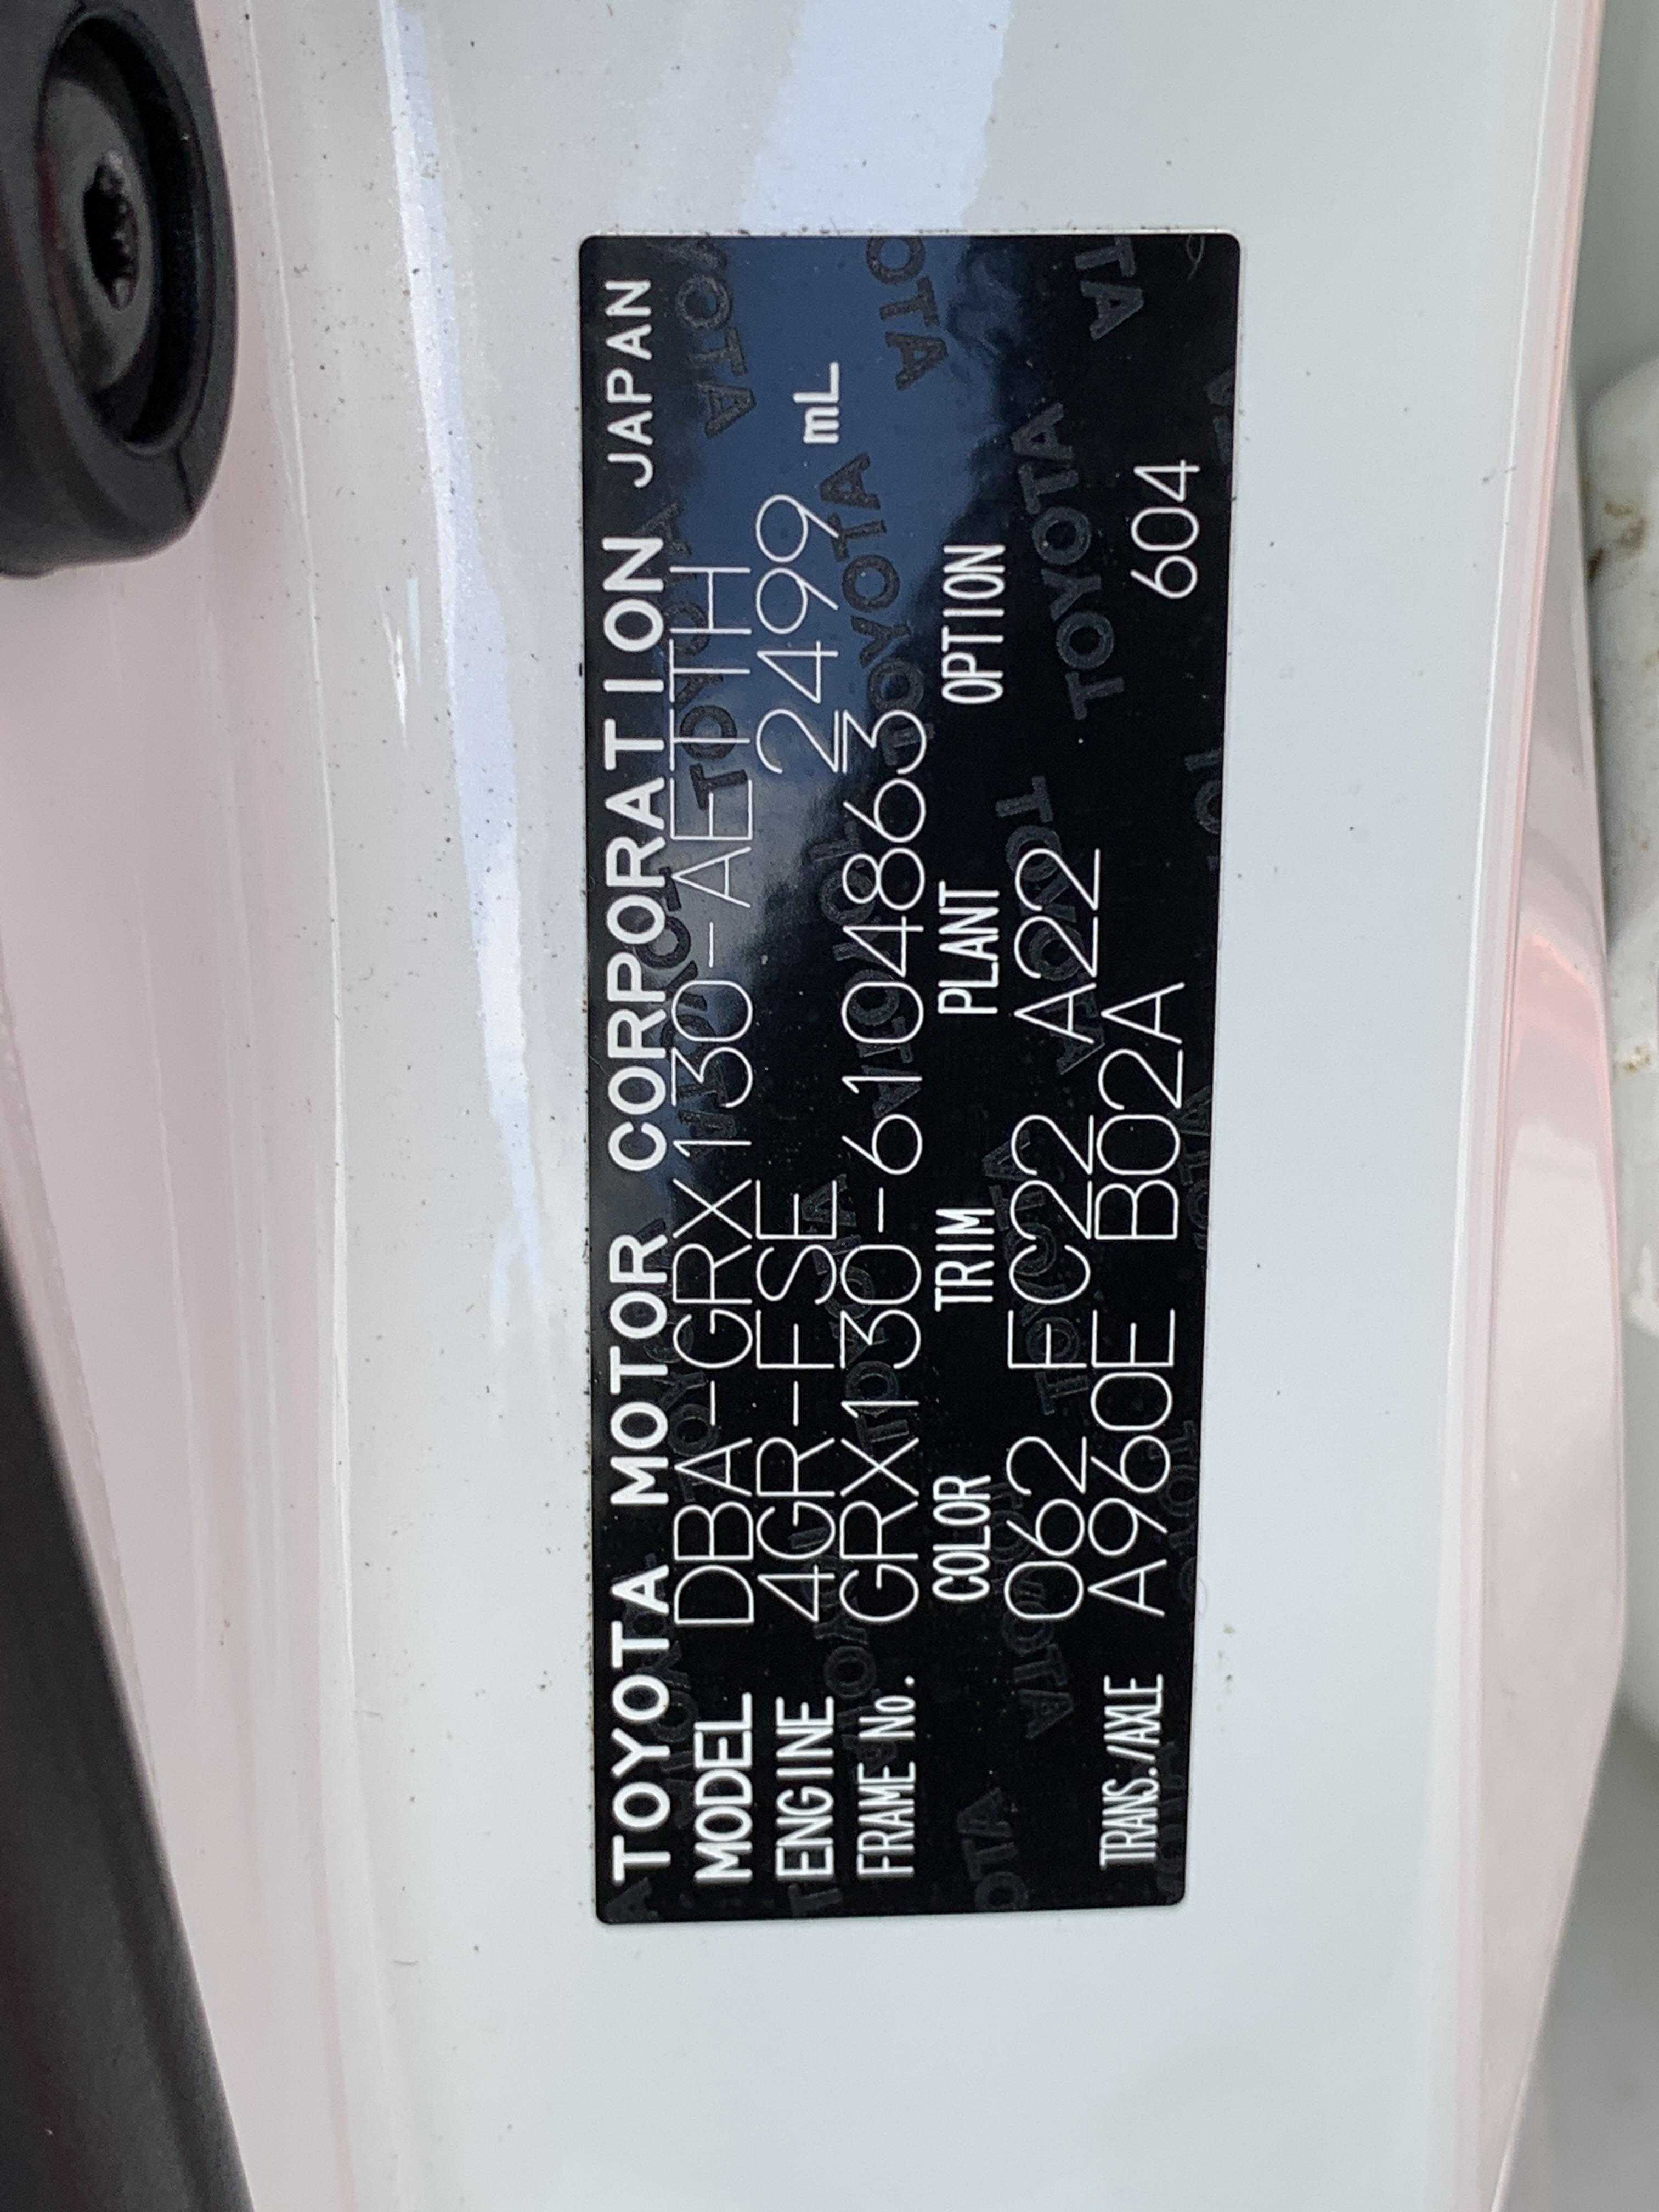 TOYOTA MOTOR CORPORATION JAPAN
MODEL DBA-GRX130-AETTH
ENGINE 4GR-FSE 2499 mL
FRAME No. GRX130-6104863
COLOR TRIM PLANT OPTION
062 FC22 A22
TRANS./AXLE A960E B02A 604